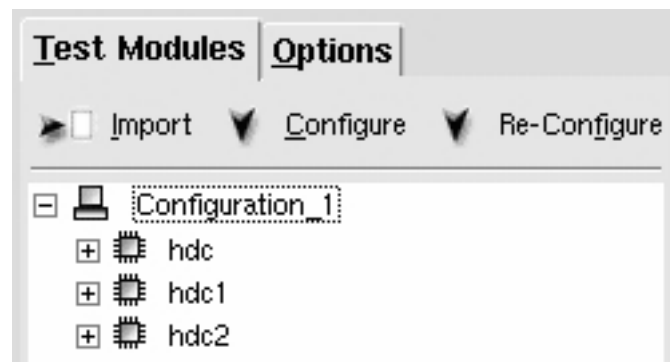 Test Modules Options
Import Configure Re-Configure
Configuration_1
hdc
hdc1
hdc2